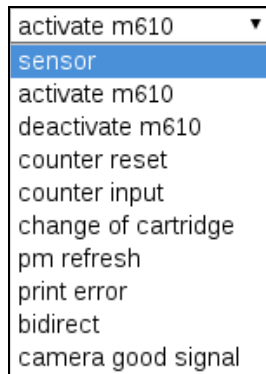 activate m610
sensor
activate m610
deactivate m610
counter reset
counter input
change of cartridge
pm refresh
print error
bidirect
camera good signal